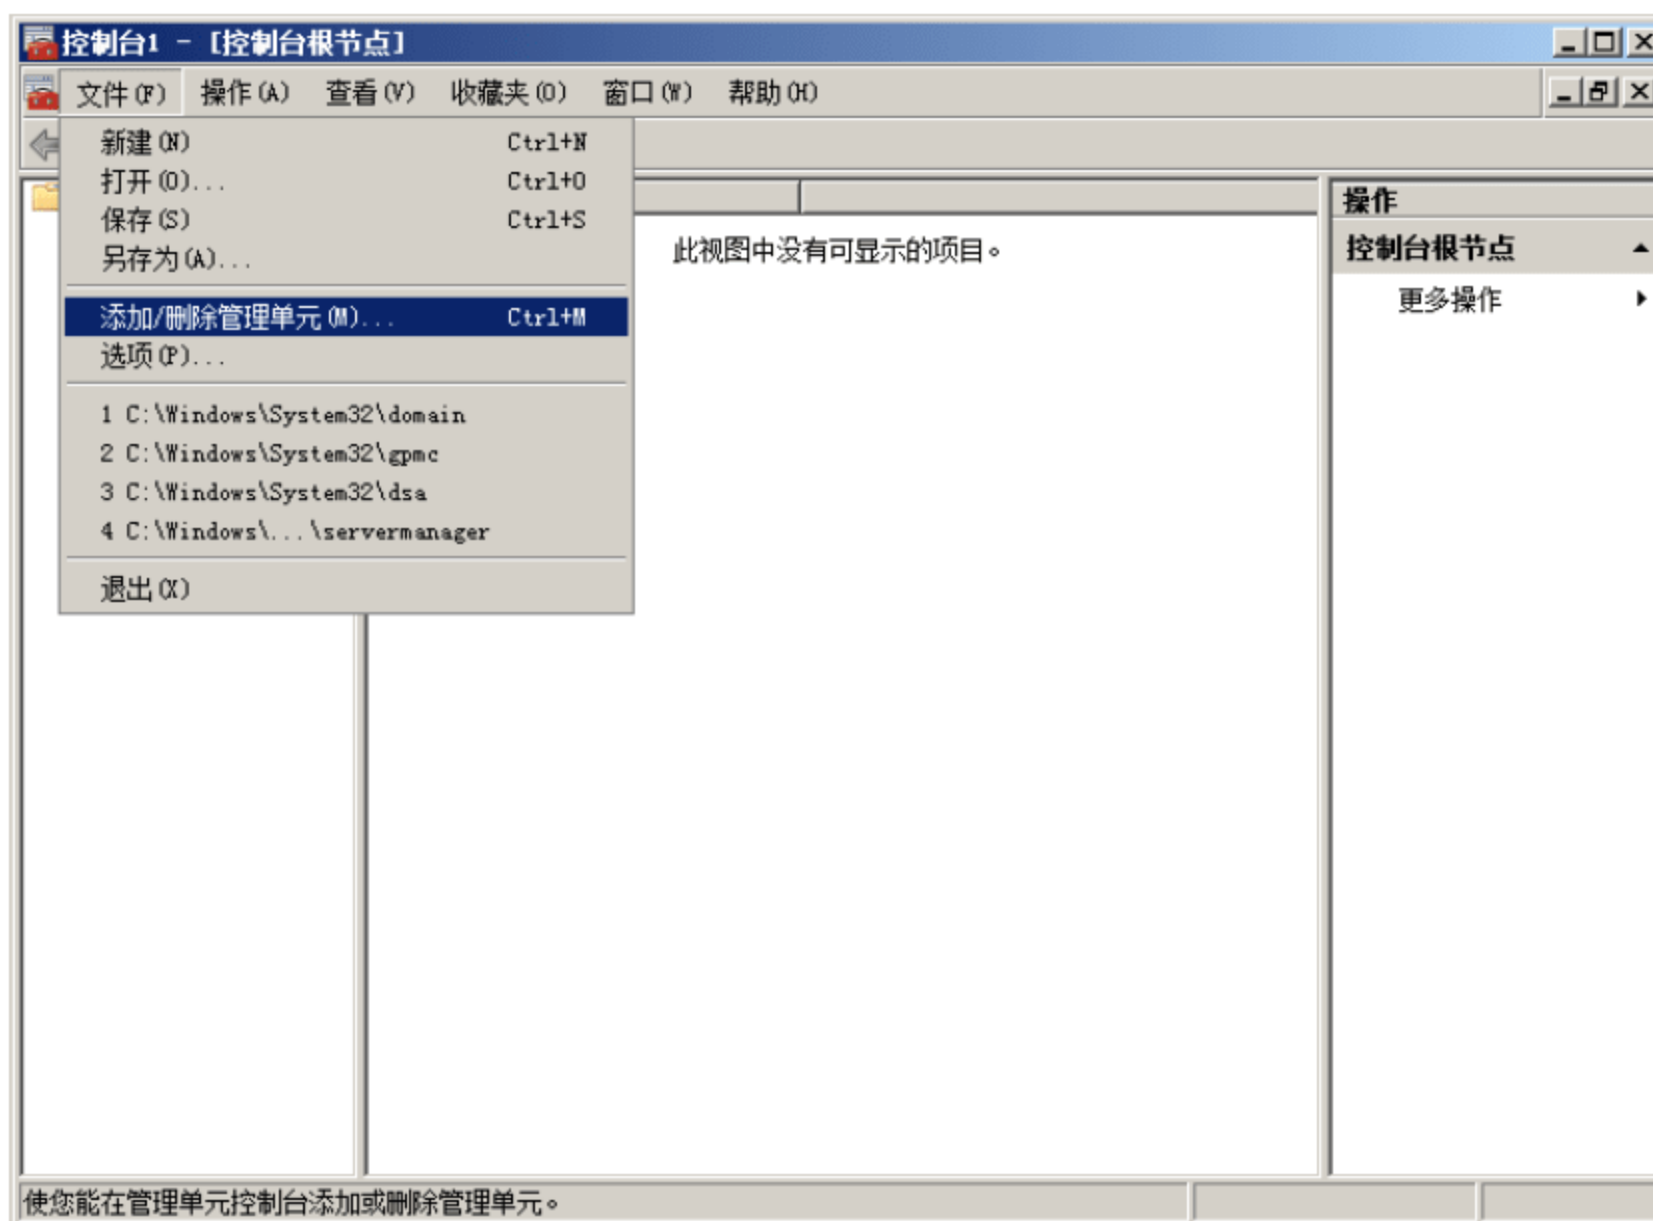 控制台1 - [控制台根节点]
文件(F) 操作(A) 查看(V) 收藏夹(O) 窗口(W) 帮助(H)
新建(N) Ctrl+N
打开(O)... Ctrl+O
保存(S) Ctrl+S
另存为(A)...
添加/删除管理单元(M)... Ctrl+M
选项(P)...
1 C:\Windows\System32\domain
2 C:\Windows\System32\gpmc
3 C:\Windows\System32\dsa
4 C:\Windows\...\servermanager
退出(X)
此视图中没有可显示的项目。
操作
控制台根节点
更多操作
使您能在管理单元控制台添加或删除管理单元。